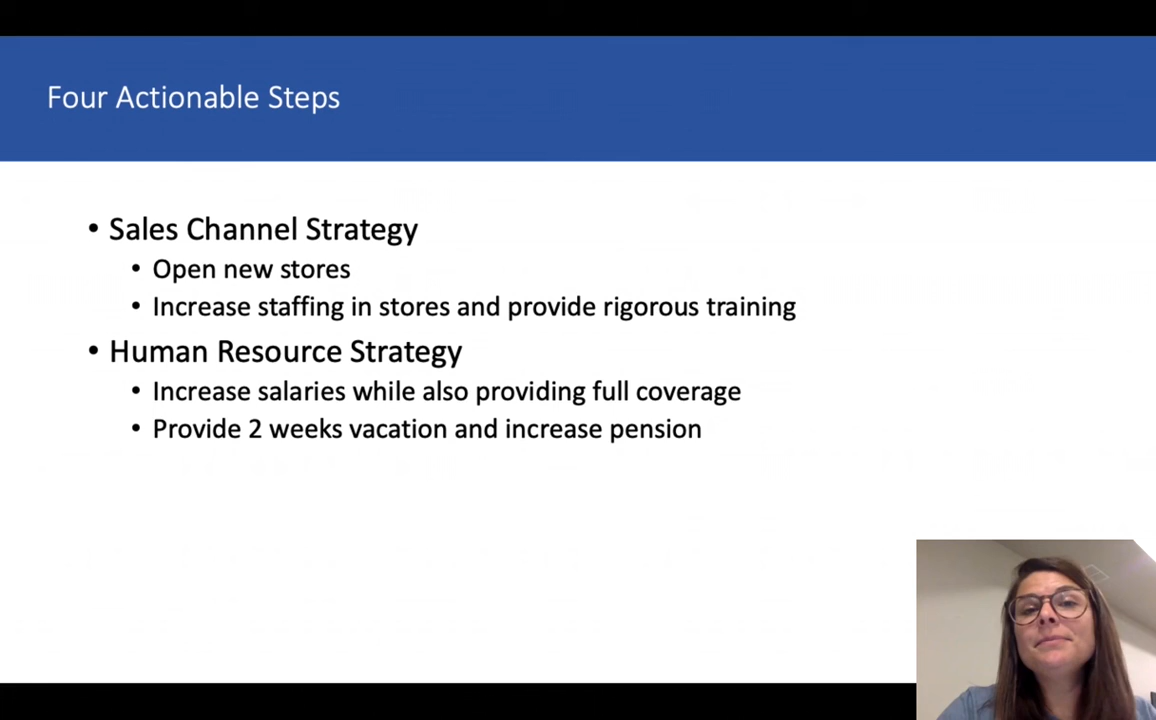 Four Actionable Steps
• Sales Channel Strategy
• Open new stores
• Increase staffing in stores and provide rigorous training
• Human Resource Strategy
• Increase salaries while also providing full coverage
• Provide 2 weeks vacation and increase pension